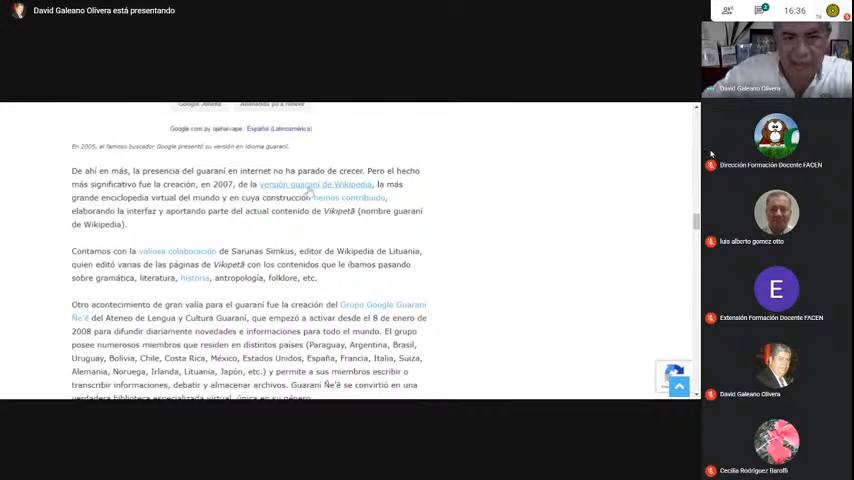 David Galeano Olivera está presentando
2
16:36
David Galeano Olivera
Google.com.py ojehai-vape: Español (Latinoamérica)
En 2005, el famoso buscador Google presentó su versión en idioma guaraní.
De ahí en más, la presencia del guaraní en internet no ha parado de crecer. Pero el hecho
más significativo fue la creación, en 2007, de la versión guaraní de Wikipedia, la más
grande enciclopedia virtual del mundo y en cuya construcción hemos contribuido,
elaborando la interfaz y aportando parte del actual contenido de Vikipetã (nombre guaraní
de Wikipedia).
Contamos con la valiosa colaboración de Sarunas Simkus, editor de Wikipedia de Lituania,
quien editó varias de las páginas de Vikipetã con los contenidos que le íbamos pasando
sobre gramática, literatura, historia, antropología, folklore, etc.
Otro acontecimiento de gran valía para el guaraní fue la creación del Grupo Google Guarani
Ñe'ê del Ateneo de Lengua y Cultura Guaraní, que empezó a activar desde el 8 de enero de
2008 para difundir diariamente novedades e informaciones para todo el mundo. El grupo
posee numerosos miembros que residen en distintos países (Paraguay, Argentina, Brasil,
Uruguay, Bolivia, Chile, Costa Rica, México, Estados Unidos, España, Francia, Italia, Suiza,
Alemania, Noruega, Irlanda, Lituania, Japón, etc.) y permite a sus miembros escribir o
transcribir informaciones, debatir y almacenar archivos. Guaraní Ñe'ê se convirtió en una
verdadera biblioteca especializada virtual, única en su género.
Dirección Formación Docente FACEN
luis alberto gomez otto
E
Extensión Formación Docente FACEN
David Galeano Olivera
Cecilia Rodríguez Baroffi